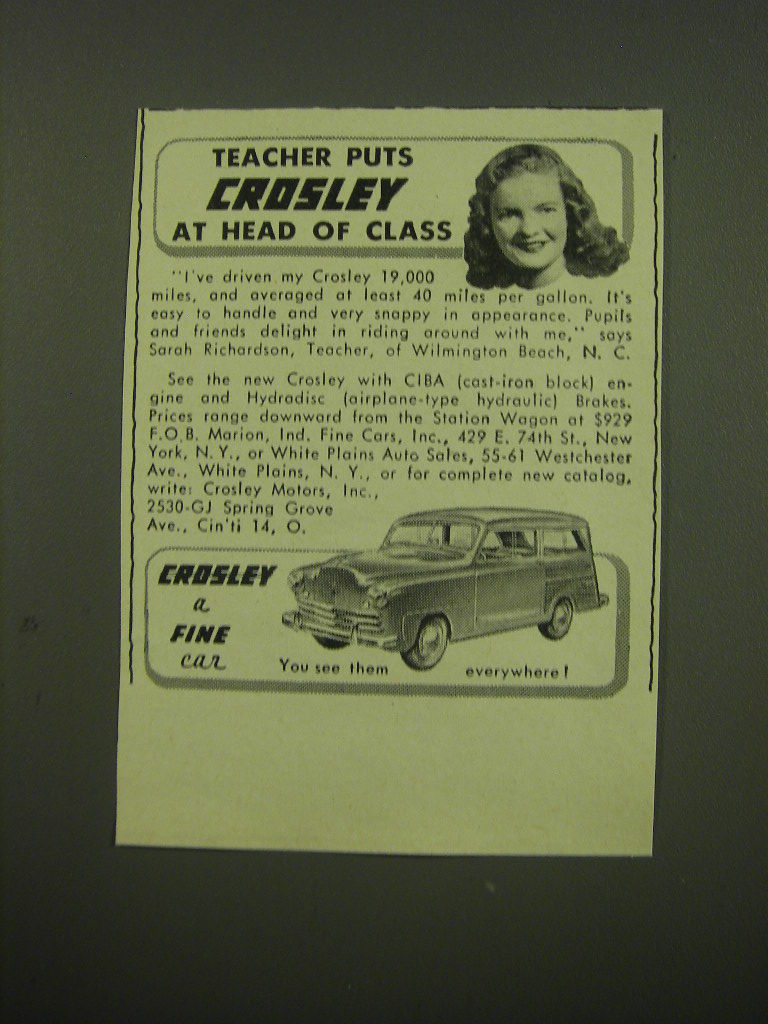 TEACHER PUTS
CROSLEY
AT HEAD OF CLASS
"I've driven my Crosley 19,000
miles, and averaged at least 40 miles per gallon. It's
easy to handle and very snappy in appearance. Pupils
and friends delight in riding around with me," says
Sarah Richardson, Teacher, of Wilmington Beach, N. C.
See the new Crosley with CIBA (cast-iron block) en-
gine and Hydradisc (airplane-type hydraulic) Brakes.
Prices range downward from the Station Wagon at $929
F.O.B. Marion, Ind. Fine Cars, Inc., 429 E. 74th St., New
York, N. Y., or White Plains Auto Sales, 55-61 Westchester
Ave., White Plains, N. Y., or for complete new catalog,
write: Crosley Motors, Inc.,
2530-GJ Spring Grove
Ave., Cin'ti 14, O.
CROSLEY
a
FINE
car
You see them everywhere!